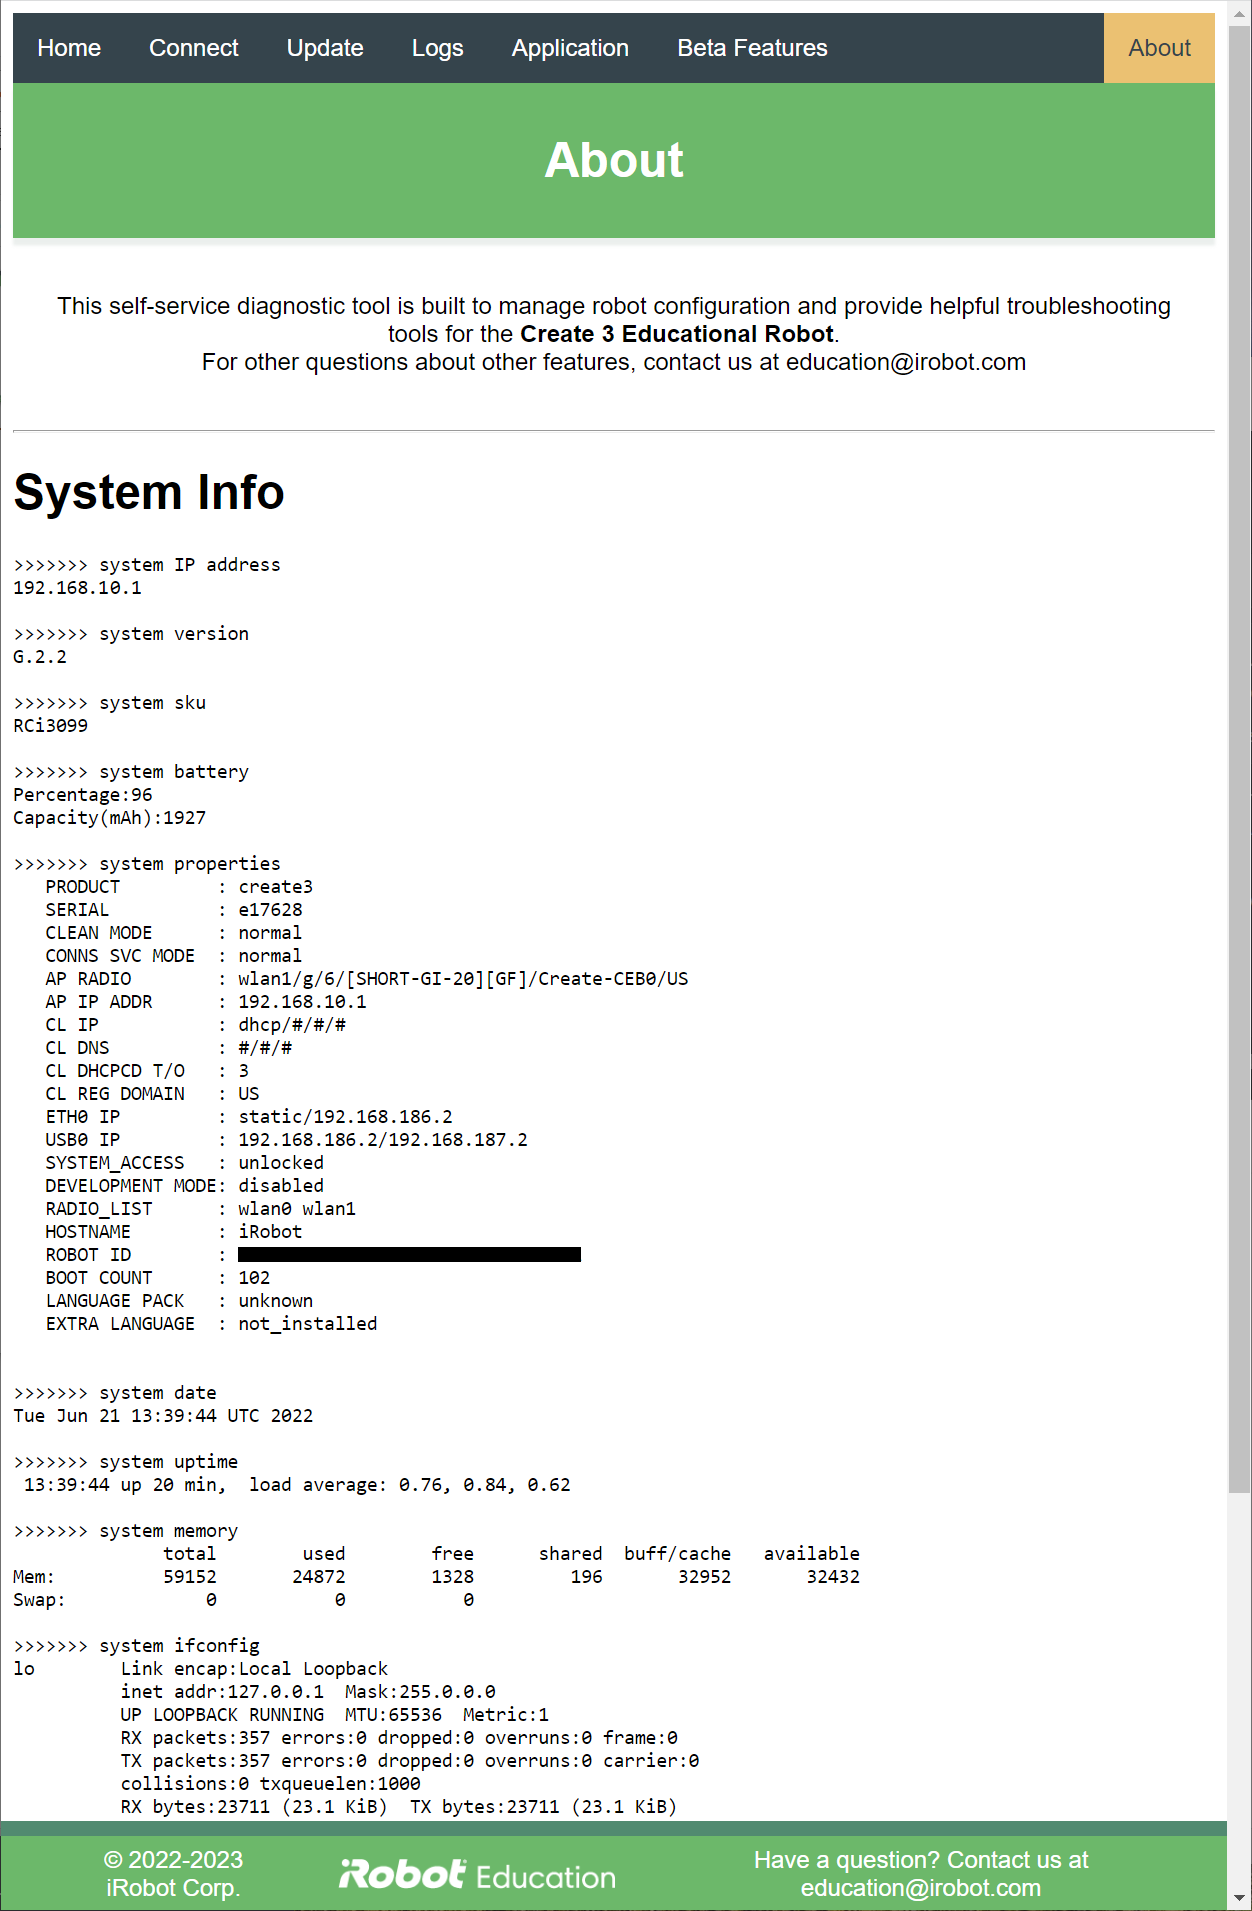 Home Connect Update Logs Application Beta Features About
About
This self-service diagnostic tool is built to manage robot configuration and provide helpful troubleshooting
tools for the Create 3 Educational Robot.
For other questions about other features, contact us at education@irobot.com
System Info
>>>>>>> system IP address
192.168.10.1
>>>>>>> system version
G.2.2
>>>>>>> system sku
RCi3099
>>>>>>> system battery
Percentage:96
Capacity(mAh):1927
>>>>>>> system properties
   PRODUCT         : create3
   SERIAL          : e17628
   CLEAN MODE      : normal
   CONNS SVC MODE  : normal
   AP RADIO        : wlan1/g/6/[SHORT-GI-20][GF]/Create-CEB0/US
   AP IP ADDR      : 192.168.10.1
   CL IP           : dhcp/#/#/#
   CL DNS          : #/#/#
   CL DHCPCD T/O   : 3
   CL REG DOMAIN   : US
   ETH0 IP         : static/192.168.186.2
   USB0 IP         : 192.168.186.2/192.168.187.2
   SYSTEM_ACCESS   : unlocked
   DEVELOPMENT MODE: disabled
   RADIO_LIST      : wlan0 wlan1
   HOSTNAME        : iRobot
   ROBOT ID        :
   BOOT COUNT      : 102
   LANGUAGE PACK   : unknown
   EXTRA LANGUAGE  : not_installed
>>>>>>> system date
Tue Jun 21 13:39:44 UTC 2022
>>>>>>> system uptime
 13:39:44 up 20 min,  load average: 0.76, 0.84, 0.62
>>>>>>> system memory
              total        used        free      shared  buff/cache   available
Mem:          59152       24872        1328         196       32952       32432
Swap:             0           0           0
>>>>>>> system ifconfig
lo        Link encap:Local Loopback
          inet addr:127.0.0.1  Mask:255.0.0.0
          UP LOOPBACK RUNNING  MTU:65536  Metric:1
          RX packets:357 errors:0 dropped:0 overruns:0 frame:0
          TX packets:357 errors:0 dropped:0 overruns:0 carrier:0
          collisions:0 txqueuelen:1000
          RX bytes:23711 (23.1 KiB)  TX bytes:23711 (23.1 KiB)
© 2022-2023
iRobot Corp.
iRobot Education
Have a question? Contact us at
education@irobot.com